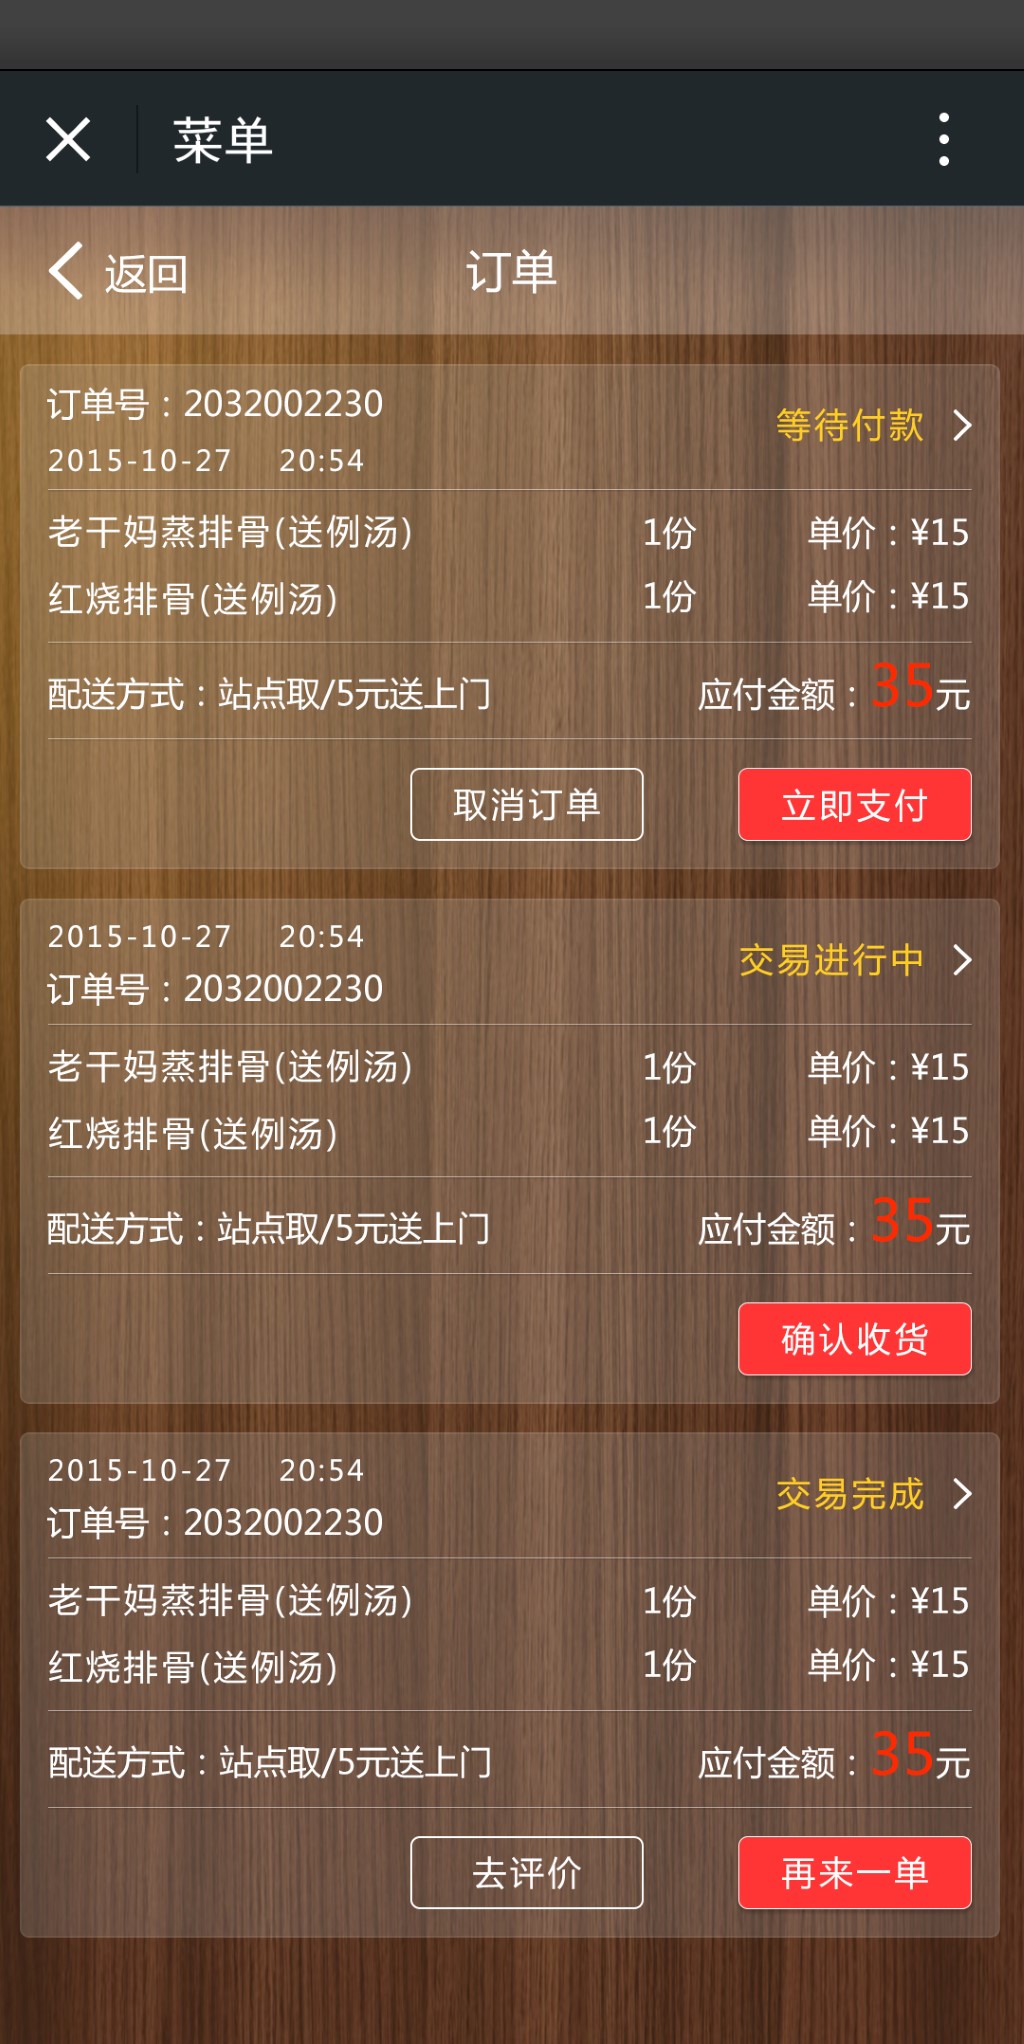 菜单
返回 订单
订单号：2032002230
等待付款
2015-10-27 20:54
老干妈蒸排骨(送例汤) 1份 单价：¥15
红烧排骨(送例汤) 1份 单价：¥15
配送方式：站点取/5元送上门 应付金额：35元
取消订单 立即支付
2015-10-27 20:54
交易进行中
订单号：2032002230
老干妈蒸排骨(送例汤) 1份 单价：¥15
红烧排骨(送例汤) 1份 单价：¥15
配送方式：站点取/5元送上门 应付金额：35元
确认收货
2015-10-27 20:54
交易完成
订单号：2032002230
老干妈蒸排骨(送例汤) 1份 单价：¥15
红烧排骨(送例汤) 1份 单价：¥15
配送方式：站点取/5元送上门 应付金额：35元
去评价 再来一单